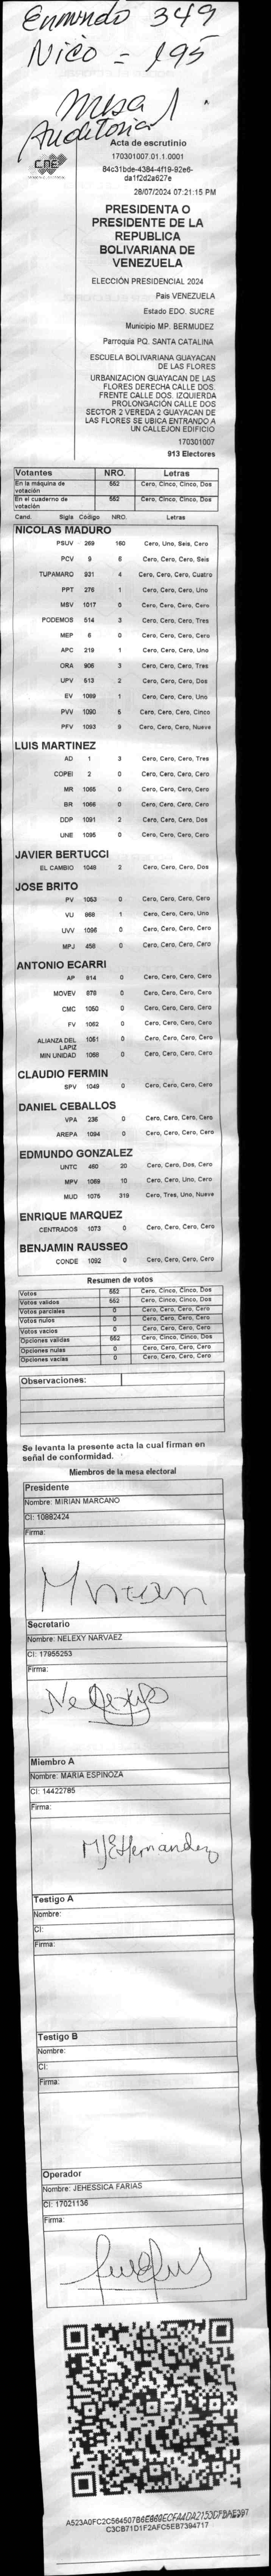 Enmundo 349
Nico = 195
Mesa 1
Auditoria
CNE
Acta de escrutinio
170301007.01.1.0001
84c31bde-4384-4f19-92e6-
da1f2d2a627e
28/07/2024 07:21:15 PM
PRESIDENTA O
PRESIDENTE DE LA
REPUBLICA
BOLIVARIANA DE
VENEZUELA
ELECCIÓN PRESIDENCIAL 2024
Pais VENEZUELA
Estado EDO. SUCRE
Municipio MP. BERMUDEZ
Parroquia PQ. SANTA CATALINA
ESCUELA BOLIVARIANA GUAYACAN
DE LAS FLORES
URBANIZACION GUAYACAN DE LAS
FLORES DERECHA CALLE DOS.
FRENTE CALLE DOS. IZQUIERDA
PROLONGACIÓN CALLE DOS
SECTOR 2 VEREDA 2 GUAYACAN DE
LAS FLORES SE UBICA ENTRANDO A
UN CALLEJON EDIFICIO
170301007
913 Electores
Votantes NRO. Letras
En la máquina de votación 552 Cero, Cinco, Cinco, Dos
En el cuaderno de votación 552 Cero, Cinco, Cinco, Dos
Cand. Sigla Código NRO. Letras
NICOLAS MADURO
PSUV 269 160 Cero, Uno, Seis, Cero
PCV 9 6 Cero, Cero, Cero, Seis
TUPAMARO 931 4 Cero, Cero, Cero, Cuatro
PPT 276 1 Cero, Cero, Cero, Uno
MSV 1017 0 Cero, Cero, Cero, Cero
PODEMOS 514 3 Cero, Cero, Cero, Tres
MEP 6 0 Cero, Cero, Cero, Cero
APC 219 1 Cero, Cero, Cero, Uno
ORA 906 3 Cero, Cero, Cero, Tres
UPV 613 2 Cero, Cero, Cero, Dos
EV 1089 1 Cero, Cero, Cero, Uno
PVV 1090 5 Cero, Cero, Cero, Cinco
PFV 1093 9 Cero, Cero, Cero, Nueve
LUIS MARTINEZ
AD 1 3 Cero, Cero, Cero, Tres
COPEI 2 0 Cero, Cero, Cero, Cero
MR 1065 0 Cero, Cero, Cero, Cero
BR 1066 0 Cero, Cero, Cero, Cero
DDP 1091 2 Cero, Cero, Cero, Dos
UNE 1095 0 Cero, Cero, Cero, Cero
JAVIER BERTUCCI
EL CAMBIO 1048 2 Cero, Cero, Cero, Dos
JOSE BRITO
PV 1053 0 Cero, Cero, Cero, Cero
VU 868 1 Cero, Cero, Cero, Uno
UVV 1096 0 Cero, Cero, Cero, Cero
MPJ 458 0 Cero, Cero, Cero, Cero
ANTONIO ECARRI
AP 814 0 Cero, Cero, Cero, Cero
MOVEV 878 0 Cero, Cero, Cero, Cero
CMC 1050 0 Cero, Cero, Cero, Cero
FV 1062 0 Cero, Cero, Cero, Cero
ALIANZA DEL LAPIZ 1051 0 Cero, Cero, Cero, Cero
MIN UNIDAD 1068 0 Cero, Cero, Cero, Cero
CLAUDIO FERMIN
SPV 1049 0 Cero, Cero, Cero, Cero
DANIEL CEBALLOS
VPA 236 0 Cero, Cero, Cero, Cero
AREPA 1094 0 Cero, Cero, Cero, Cero
EDMUNDO GONZALEZ
UNTC 460 20 Cero, Cero, Dos, Cero
MPV 1069 10 Cero, Cero, Uno, Cero
MUD 1075 319 Cero, Tres, Uno, Nueve
ENRIQUE MARQUEZ
CENTRADOS 1073 0 Cero, Cero, Cero, Cero
BENJAMIN RAUSSEO
CONDE 1092 0 Cero, Cero, Cero, Cero
Resumen de votos
Votos 552 Cero, Cinco, Cinco, Dos
Votos validos 552 Cero, Cinco, Cinco, Dos
Votos parciales 0 Cero, Cero, Cero, Cero
Votos nulos 0 Cero, Cero, Cero, Cero
Votos vacios 0 Cero, Cero, Cero, Cero
Opciones validas 552 Cero, Cinco, Cinco, Dos
Opciones nulas 0 Cero, Cero, Cero, Cero
Opciones vacias 0 Cero, Cero, Cero, Cero
Observaciones:
Se levanta la presente acta la cual firman en
señal de conformidad.
Miembros de la mesa electoral
Presidente
Nombre: MIRIAN MARCANO
CI: 10882424
Firma:
Mirian
Secretario
Nombre: NELEXY NARVAEZ
CI: 17955253
Firma:
Miembro A
Nombre: MARIA ESPINOZA
CI: 14422785
Firma:
MJEHernandez
Testigo A
Nombre:
CI:
Firma:
Testigo B
Nombre:
CI:
Firma:
Operador
Nombre: JEHESSICA FARIAS
CI: 17021136
Firma:
C3CB71D1F2AFC5EB7394717